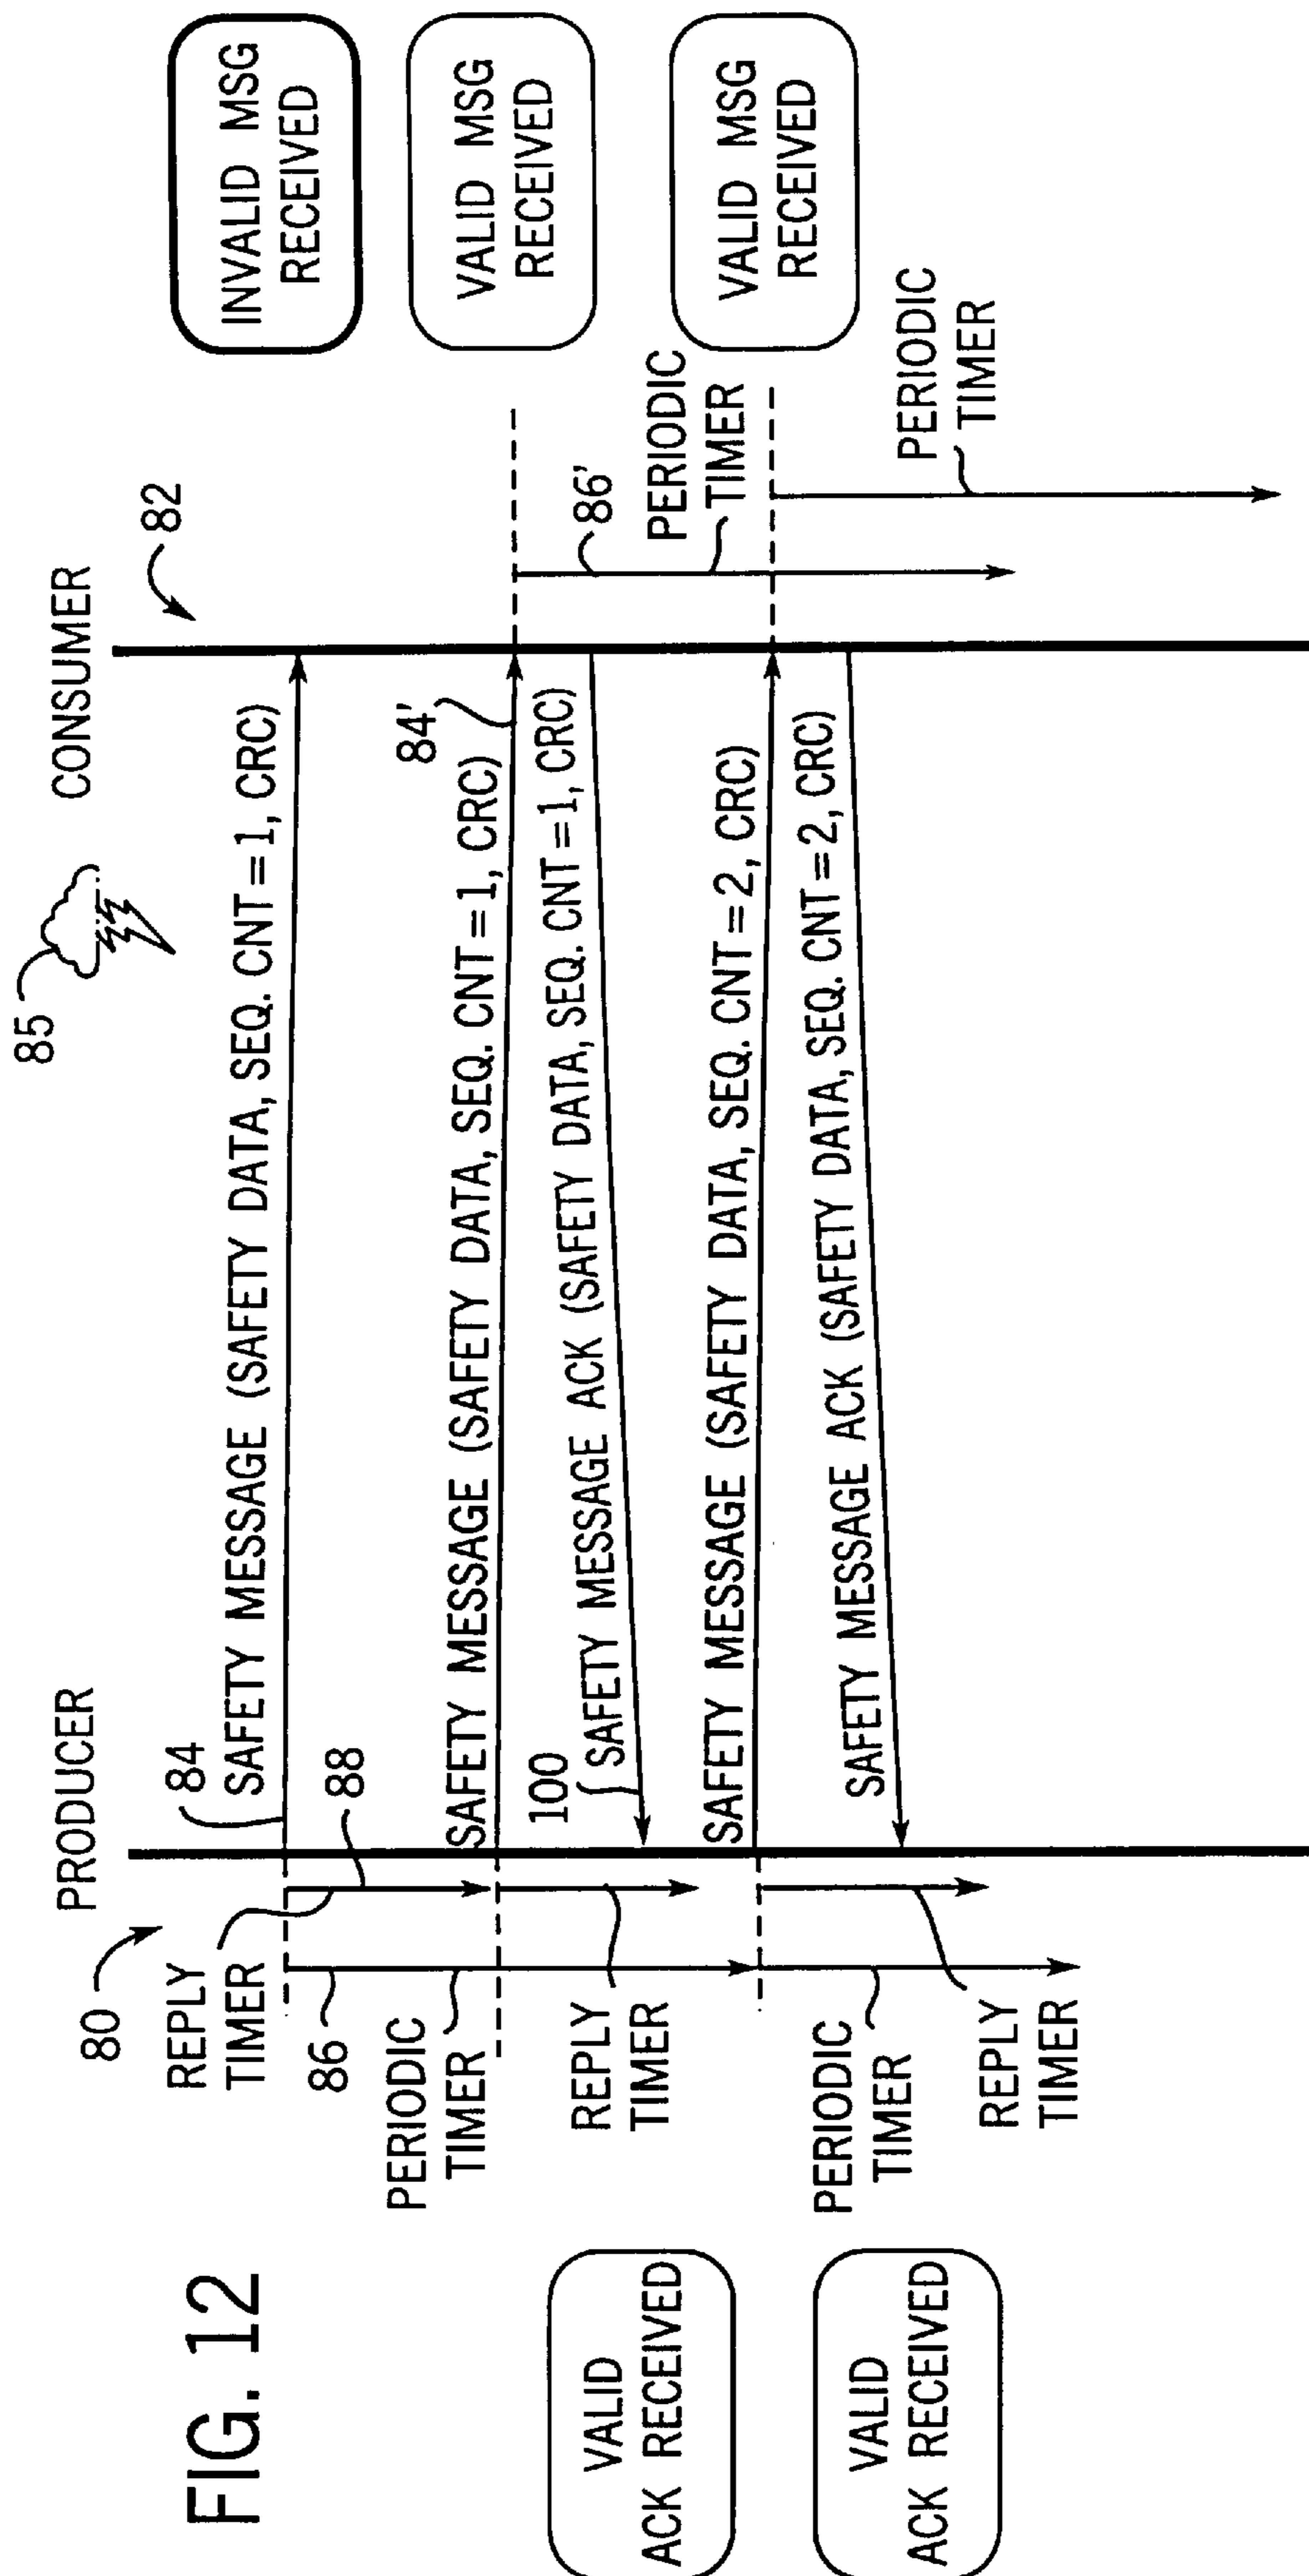 FIG. 12
PRODUCER
CONSUMER
80
82
84
85
REPLY
TIMER
86
88
SAFETY MESSAGE (SAFETY DATA, SEQ. CNT = 1, CRC)
INVALID MSG
RECEIVED
PERIODIC
TIMER
SAFETY MESSAGE (SAFETY DATA, SEQ. CNT = 1, CRC)
84'
VALID MSG
RECEIVED
VALID
ACK RECEIVED
REPLY
TIMER
100
SAFETY MESSAGE ACK (SAFETY DATA, SEQ. CNT = 1, CRC)
86'
PERIODIC
TIMER
SAFETY MESSAGE (SAFETY DATA, SEQ. CNT = 2, CRC)
VALID MSG
RECEIVED
VALID
ACK RECEIVED
PERIODIC
TIMER
SAFETY MESSAGE ACK (SAFETY DATA, SEQ. CNT = 2, CRC)
PERIODIC
TIMER
REPLY
TIMER